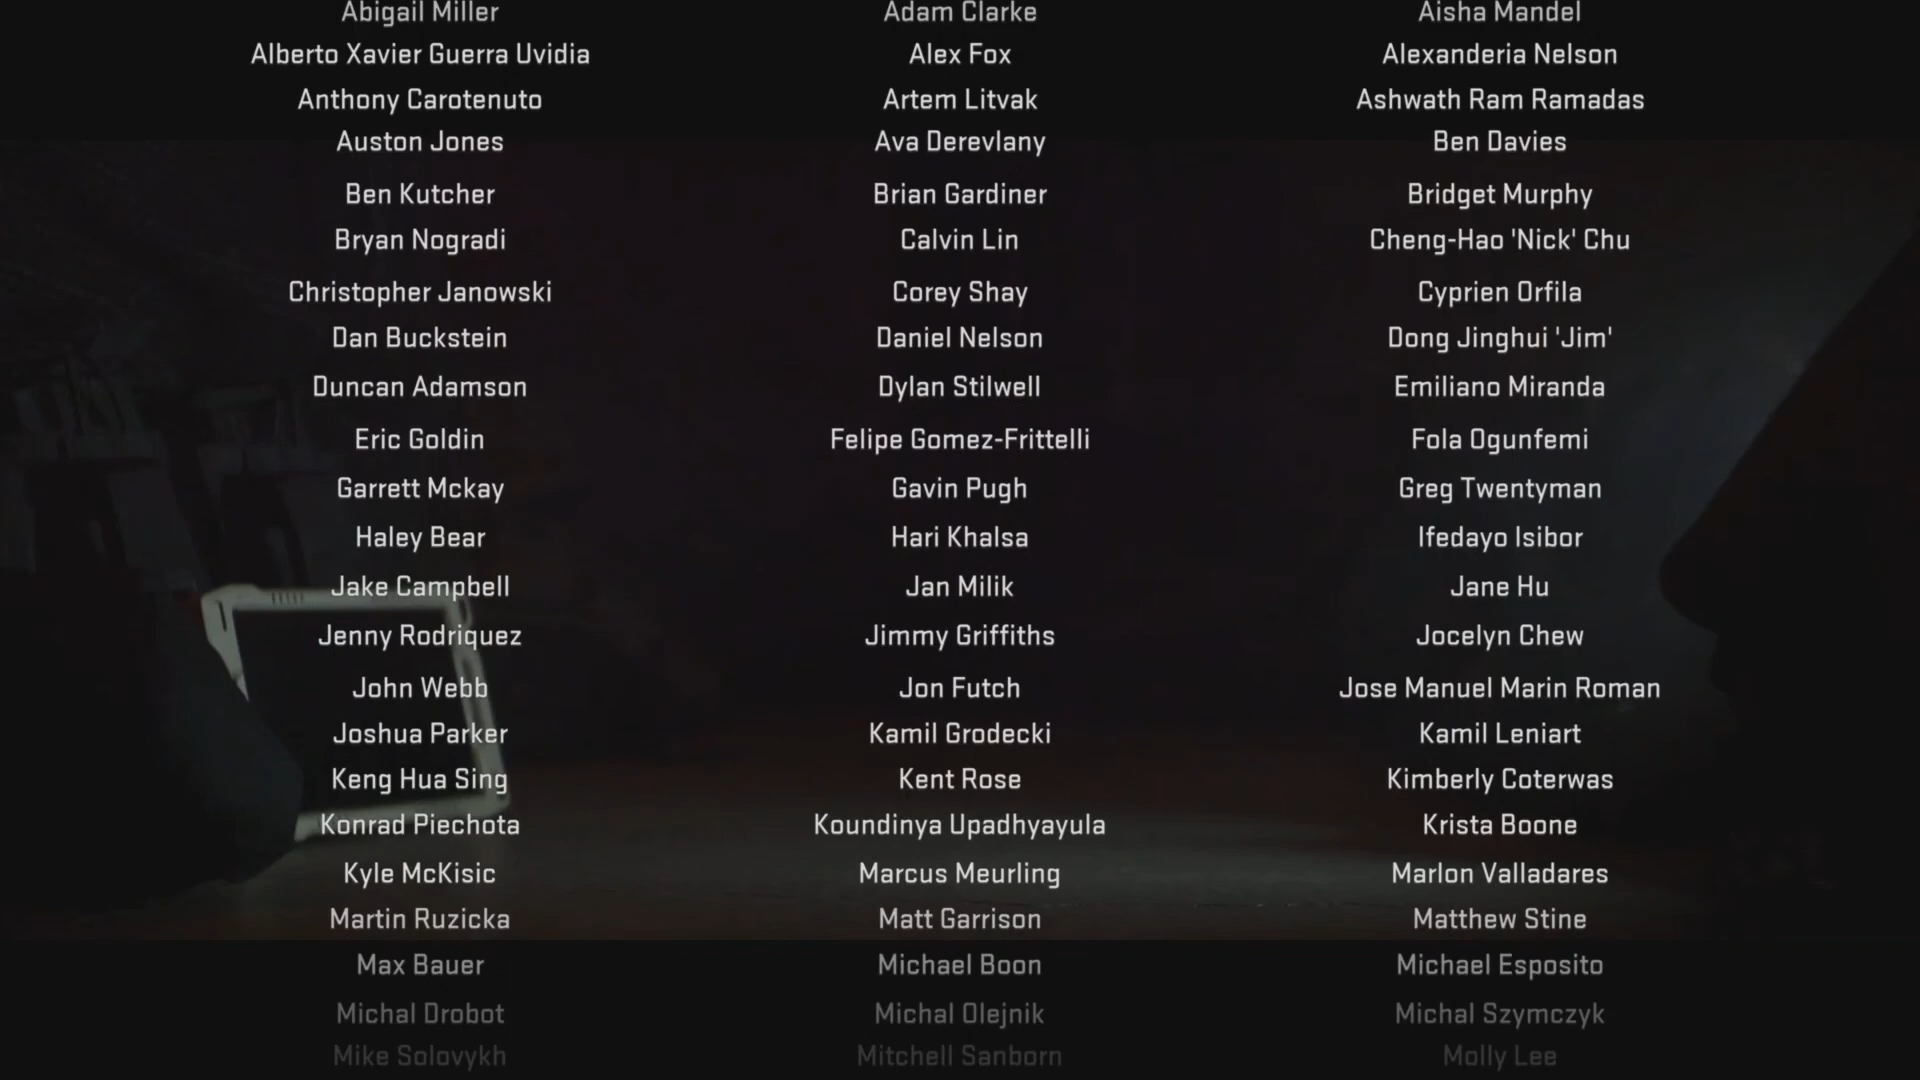 Abigail Miller Adam Clarke Aisha Mandel
Alberto Xavier Guerra Uvidia Alex Fox Alexanderia Nelson
Anthony Carotenuto Artem Litvak Ashwath Ram Ramadas
Auston Jones Ava Derevlany Ben Davies
Ben Kutcher Brian Gardiner Bridget Murphy
Bryan Nogradi Calvin Lin Cheng-Hao 'Nick' Chu
Christopher Janowski Corey Shay Cyprien Orfila
Dan Buckstein Daniel Nelson Dong Jinghui 'Jim'
Duncan Adamson Dylan Stilwell Emiliano Miranda
Eric Goldin Felipe Gomez-Frittelli Fola Ogunfemi
Garrett Mckay Gavin Pugh Greg Twentyman
Haley Bear Hari Khalsa Ifedayo Isibor
Jake Campbell Jan Milik Jane Hu
Jenny Rodriquez Jimmy Griffiths Jocelyn Chew
John Webb Jon Futch Jose Manuel Marin Roman
Joshua Parker Kamil Grodecki Kamil Leniart
Keng Hua Sing Kent Rose Kimberly Coterwas
Konrad Piechota Koundinya Upadhyayula Krista Boone
Kyle McKisic Marcus Meurling Marlon Valladares
Martin Ruzicka Matt Garrison Matthew Stine
Max Bauer Michael Boon Michael Esposito
Michal Drobot Michal Olejnik Michal Szymczyk
Mike Solovykh Mitchell Sanborn Molly Lee